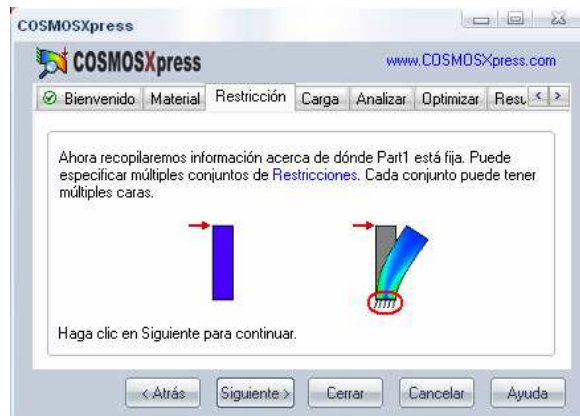 COSMOSXpress
COSMOSXpress
www.COSMOSXpress.com
Bienvenido Material Restricción Carga Analizar Optimizar Resu
Ahora recopilaremos información acerca de dónde Part1 está fija. Puede
especificar múltiples conjuntos de Restricciones. Cada conjunto puede tener
múltiples caras.
Haga clic en Siguiente para continuar.
< Atrás Siguiente > Cerrar Cancelar Ayuda